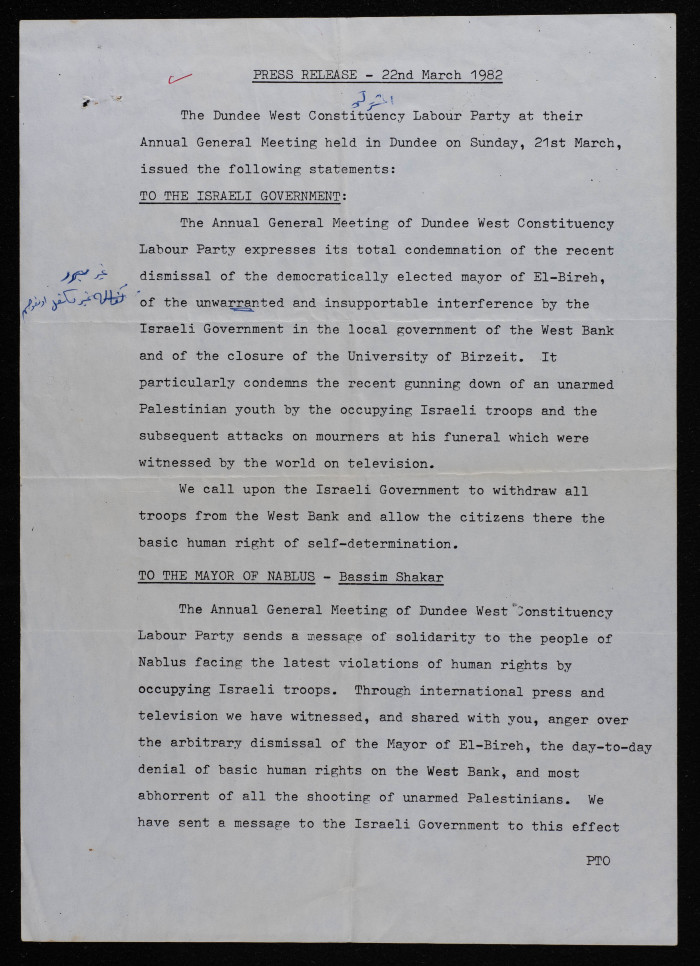 PRESS RELEASE - 22nd March 1982
The Dundee West Constituency Labour Party at their
Annual General Meeting held in Dundee on Sunday, 21st March,
issued the following statements:
TO THE ISRAELI GOVERNMENT:
The Annual General Meeting of Dundee West Constituency
Labour Party expresses its total condemnation of the recent
dismissal of the democratically elected mayor of El-Bireh,
غير
of the unwarranted and insupportable interference by the
غير
Israeli Government in the local government of the West Bank
and of the closure of the University of Birzeit. It
particularly condemns the recent gunning down of an unarmed
Palestinian youth by the occupying Israeli troops and the
subsequent attacks on mourners at his funeral which were
witnessed by the world on television.
We call upon the Israeli Government to withdraw all
troops from the West Bank and allow the citizens there the
basic human right of self-determination.
TO THE MAYOR OF NABLUS - Bassim Shakar
The Annual General Meeting of Dundee West Constituency
Labour Party sends a message of solidarity to the people of
Nablus facing the latest violations of human rights by
occupying Israeli troops. Through international press and
television we have witnessed, and shared with you, anger over
the arbitrary dismissal of the Mayor of El-Bireh, the day-to-day
denial of basic human rights on the West Bank, and most
abhorrent of all the shooting of unarmed Palestinians. We
have sent a message to the Israeli Government to this effect
PTO